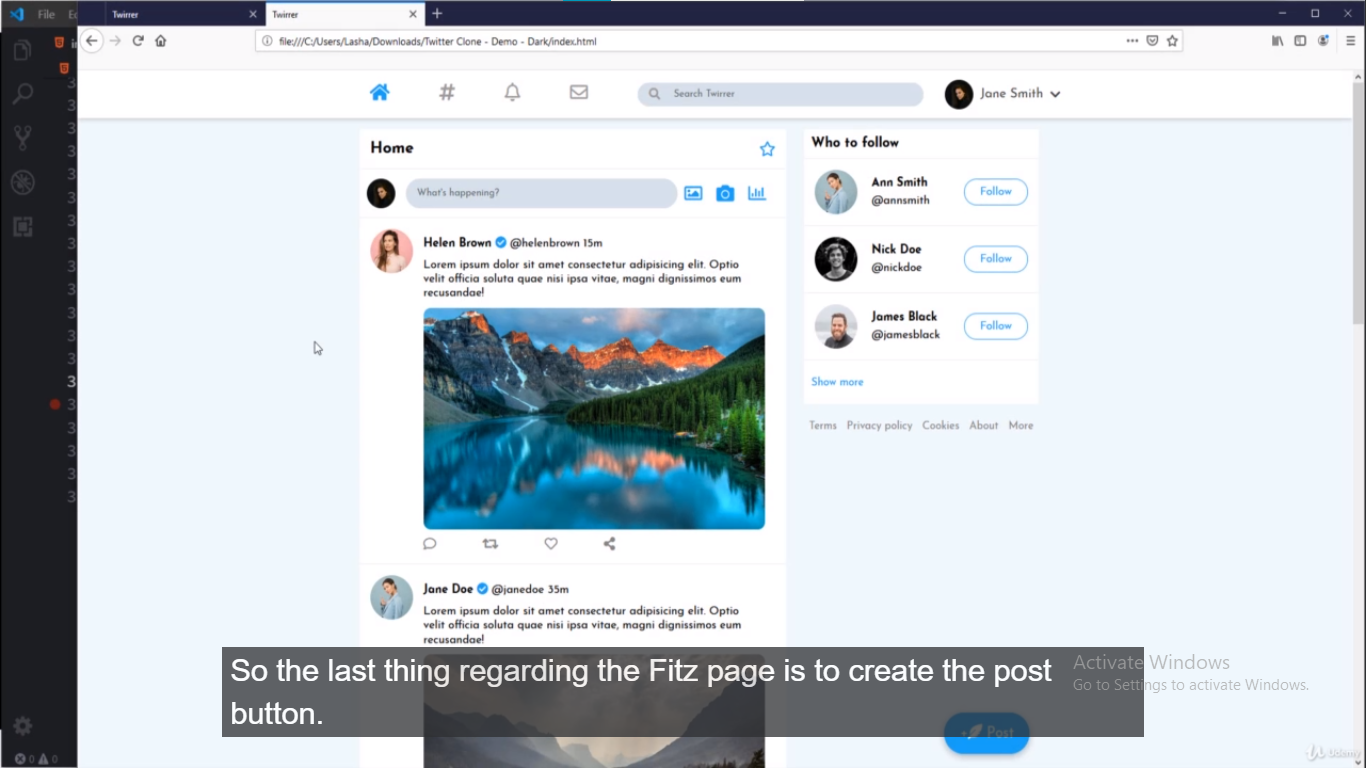 File
Twirrer
Twirrer
file:///C:/Users/Lasha/Downloads/Twitter Clone - Demo - Dark/index.html
Search Twirrer
Jane Smith
Home
What's happening?
Helen Brown @helenbrown 15m
Lorem ipsum dolor sit amet consectetur adipisicing elit. Optio
velit officia soluta quae nisi ipsa vitae, magni dignissimos eum
recusandae!
Jane Doe @janedoe 35m
Lorem ipsum dolor sit amet consectetur adipisicing elit. Optio
velit officia soluta quae nisi ipsa vitae, magni dignissimos eum
recusandae!
Who to follow
Ann Smith
@annsmith
Follow
Nick Doe
@nickdoe
Follow
James Black
@jamesblack
Follow
Show more
Terms Privacy policy Cookies About More
So the last thing regarding the Fitz page is to create the post
button.
Activate Windows
Go to Settings to activate Windows.
Post
Udemy
0 0